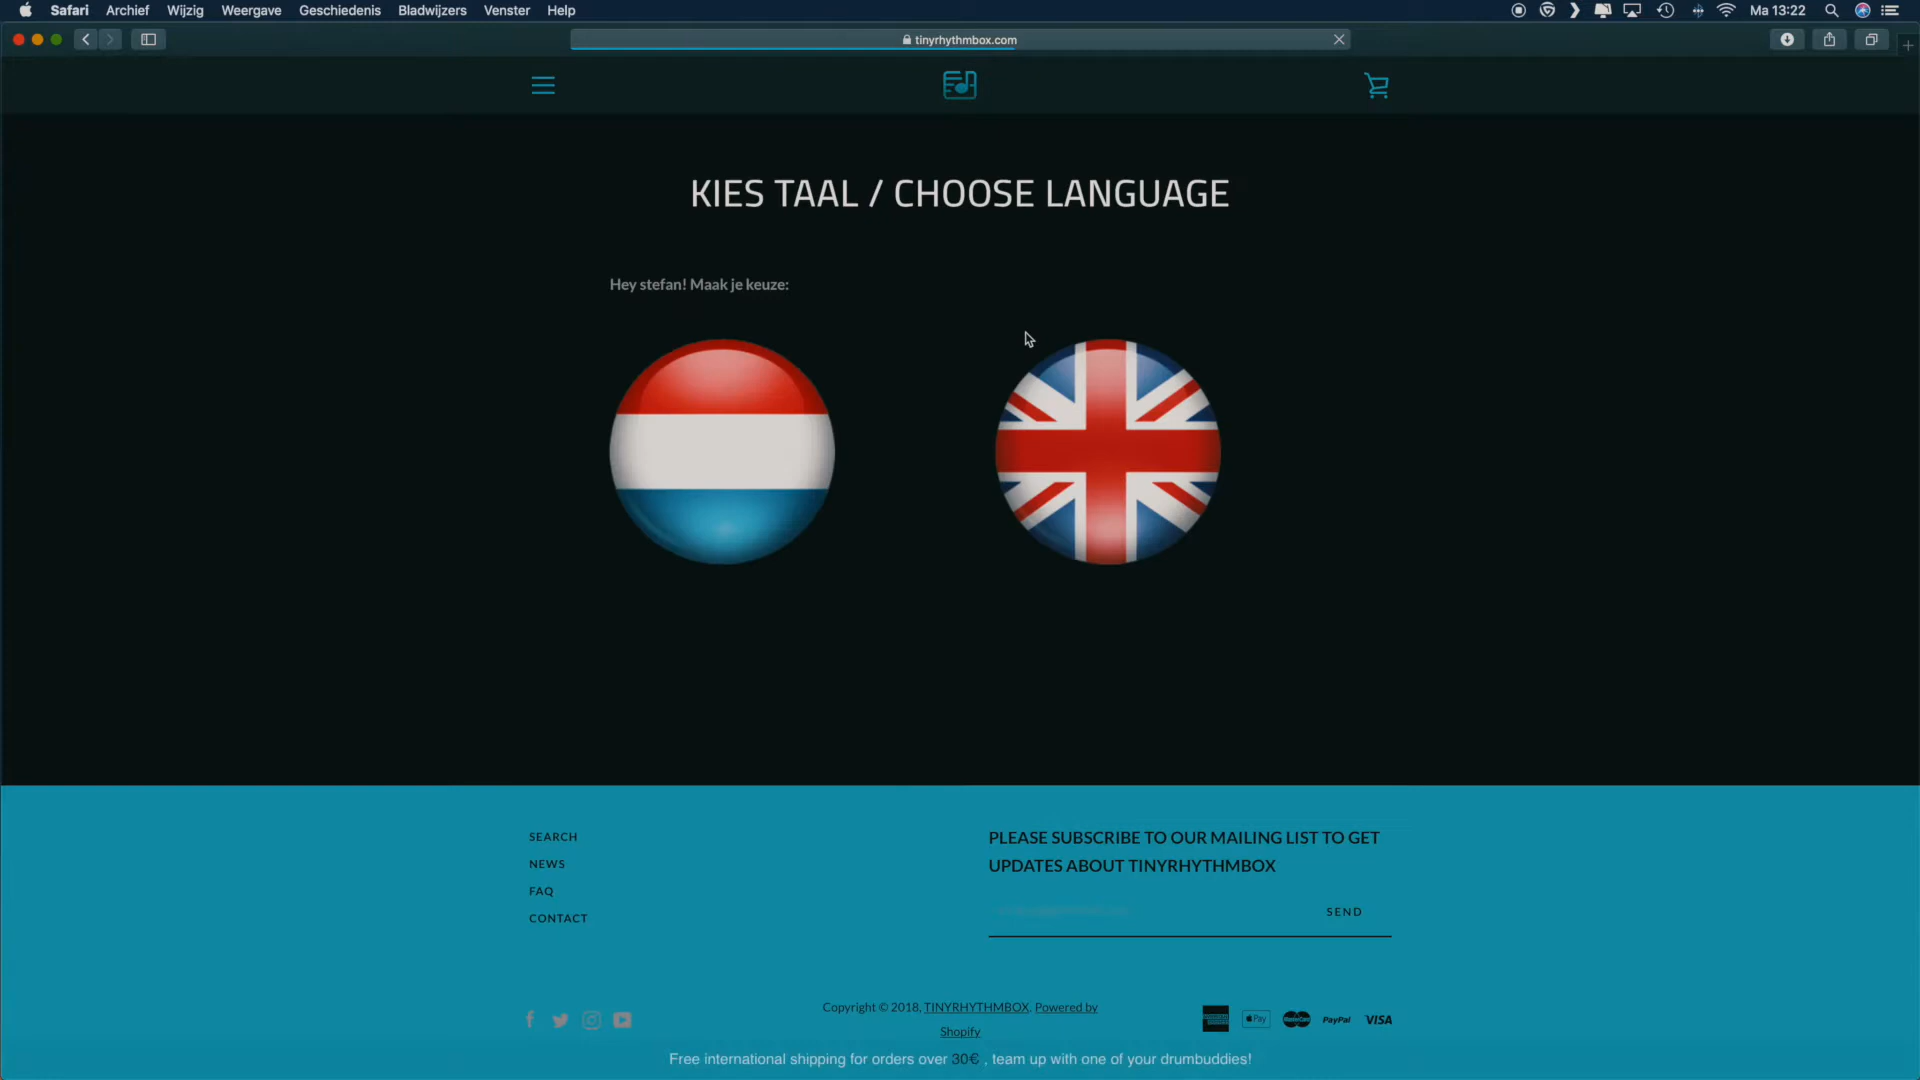 Safari Archief Wijzig Weergave Geschiedenis Bladwijzers Venster Help Ma 13:22
tinyrhythmbox.com
KIES TAAL / CHOOSE LANGUAGE
Hey stefan! Maak je keuze:
SEARCH
NEWS
FAQ
CONTACT
PLEASE SUBSCRIBE TO OUR MAILING LIST TO GET
UPDATES ABOUT TINYRHYTHMBOX
SEND
Copyright © 2018, TINYRHYTHMBOX. Powered by
Shopify
Pay PayPal VISA
Free international shipping for orders over 30€ , team up with one of your drumbuddies!